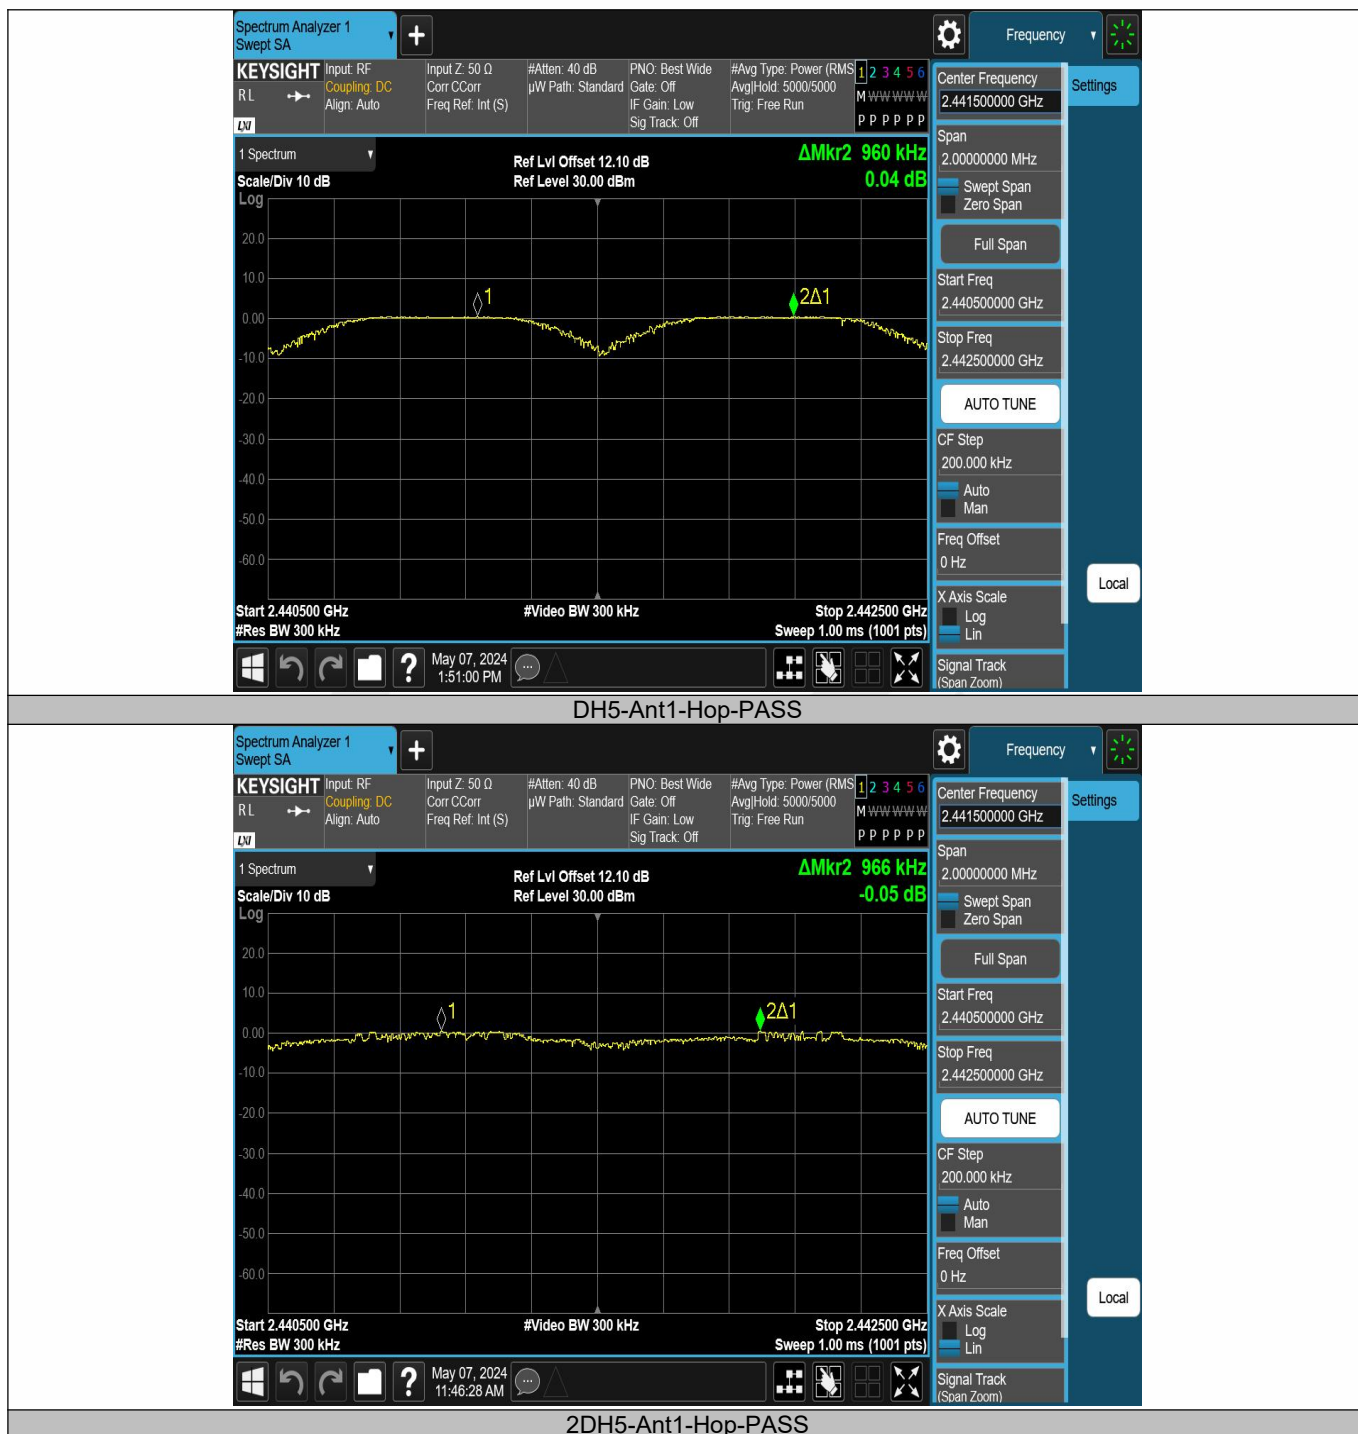 Spectrum Analyzer 1
Swept SA
+
Frequency
KEYSIGHT
RL
LXI
Input: RF
Coupling: DC
Align: Auto
Input Z: 50 Ω
Corr CCorr
Freq Ref: Int (S)
#Atten: 40 dB
µW Path: Standard
PNO: Best Wide
Gate: Off
IF Gain: Low
Sig Track: Off
#Avg Type: Power (RMS
Avg|Hold: 5000/5000
Trig: Free Run
1 2 3 4 5 6
M W W W W W
P P P P P P
1 Spectrum
Scale/Div 10 dB
Ref Lvl Offset 12.10 dB
Ref Level 30.00 dBm
ΔMkr2 960 kHz
0.04 dB
Log
20.0
10.0
0.00
-10.0
-20.0
-30.0
-40.0
-50.0
-60.0
1
2Δ1
Start 2.440500 GHz
#Res BW 300 kHz
#Video BW 300 kHz
Stop 2.442500 GHz
Sweep 1.00 ms (1001 pts)
?
May 07, 2024
1:51:00 PM
Center Frequency
2.441500000 GHz
Settings
Span
2.00000000 MHz
Swept Span
Zero Span
Full Span
Start Freq
2.440500000 GHz
Stop Freq
2.442500000 GHz
AUTO TUNE
CF Step
200.000 kHz
Auto
Man
Freq Offset
0 Hz
Local
X Axis Scale
Log
Lin
Signal Track
(Span Zoom)
DH5-Ant1-Hop-PASS
Spectrum Analyzer 1
Swept SA
+
Frequency
KEYSIGHT
RL
LXI
Input: RF
Coupling: DC
Align: Auto
Input Z: 50 Ω
Corr CCorr
Freq Ref: Int (S)
#Atten: 40 dB
µW Path: Standard
PNO: Best Wide
Gate: Off
IF Gain: Low
Sig Track: Off
#Avg Type: Power (RMS
Avg|Hold: 5000/5000
Trig: Free Run
1 2 3 4 5 6
M W W W W W
P P P P P P
1 Spectrum
Scale/Div 10 dB
Ref Lvl Offset 12.10 dB
Ref Level 30.00 dBm
ΔMkr2 966 kHz
-0.05 dB
Log
20.0
10.0
0.00
-10.0
-20.0
-30.0
-40.0
-50.0
-60.0
1
2Δ1
Start 2.440500 GHz
#Res BW 300 kHz
#Video BW 300 kHz
Stop 2.442500 GHz
Sweep 1.00 ms (1001 pts)
?
May 07, 2024
11:46:28 AM
Center Frequency
2.441500000 GHz
Settings
Span
2.00000000 MHz
Swept Span
Zero Span
Full Span
Start Freq
2.440500000 GHz
Stop Freq
2.442500000 GHz
AUTO TUNE
CF Step
200.000 kHz
Auto
Man
Freq Offset
0 Hz
Local
X Axis Scale
Log
Lin
Signal Track
(Span Zoom)
2DH5-Ant1-Hop-PASS